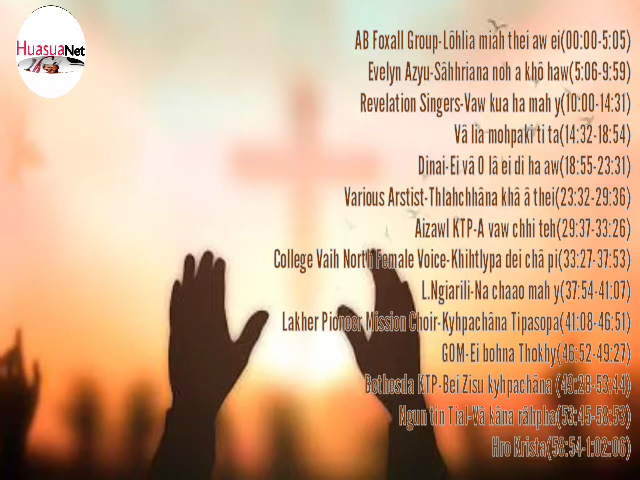 HuasuaNet
AB Foxall Group-Lôhlia miah thei aw ei(00:00-5:05)
Evelyn Azyu-Sâhhriana noh a khô haw(5:06-9:59)
Revelation Singers-Vaw kua ha mah y(10:00-14:31)
Vâ lia mohpaki ti ta(14:32-18:54)
Dinai-Ei vâ O lâ ei di ha aw(18:55-23:31)
Various Arstist-Thlahchhâna khâ â thei(23:32-29:36)
Aizawl KTP-A vaw chhi teh(29:37-33:26)
College Vaih North Female Voice-Khihtlypa dei châ pi(33:27-37:53)
L.Ngiarili-Na chaao mah y(37:54-41:07)
Lakher Pioneer Mission Choir-Kyhpachâna Tipasopa(41:08-46:51)
GOM-Ei bohna Thokhy(46:52-49:27)
Bethesda KTP-Bei Zisu kyhpachâna (49:28-53:44)
Ngun tin Tial-Vâ kâna râhpha(53:45-58:53)
Hro Krista(58:54-1:02:06)